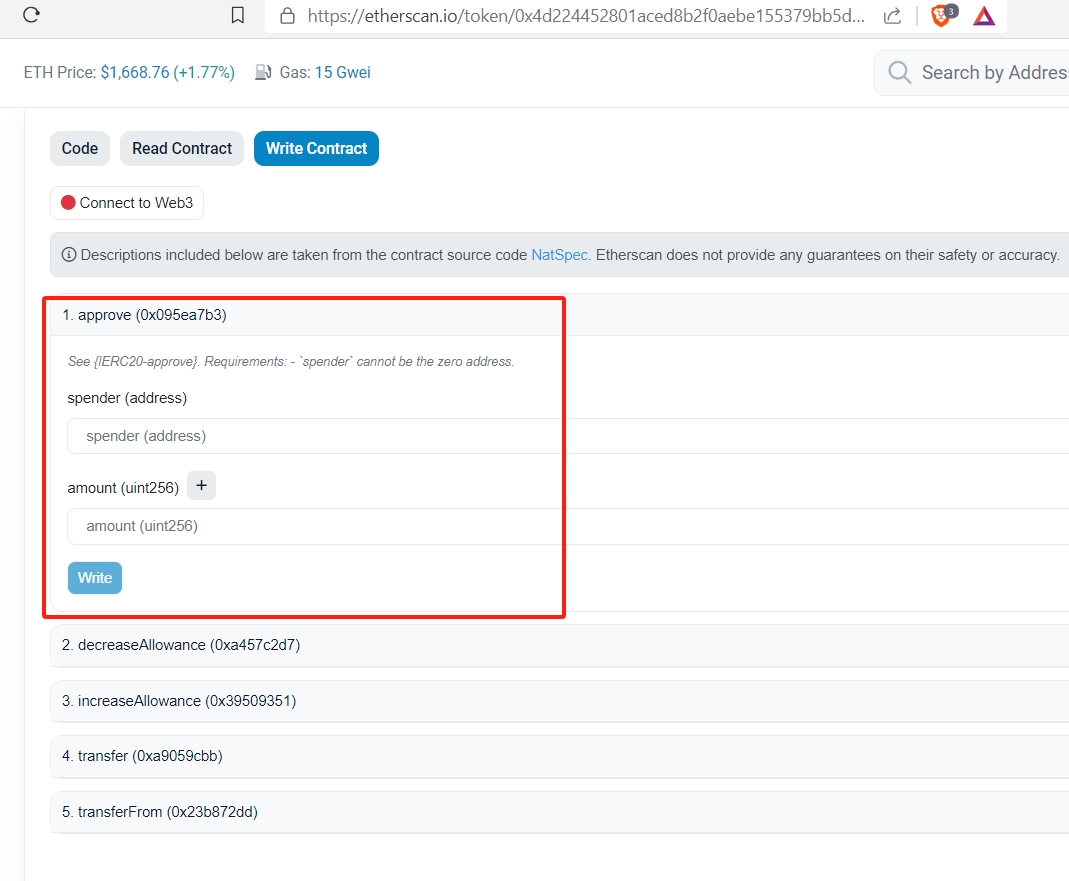 https://etherscan.io/token/0x4d224452801aced8b2f0aebe155379bb5d...
3
ETH Price: $1,668.76 (+1.77%) Gas: 15 Gwei
Search by Addres
Code Read Contract Write Contract
Connect to Web3
Descriptions included below are taken from the contract source code NatSpec. Etherscan does not provide any guarantees on their safety or accuracy.
1. approve (0x095ea7b3)
See {IERC20-approve}. Requirements: - `spender` cannot be the zero address.
spender (address)
spender (address)
amount (uint256) +
amount (uint256)
Write
2. decreaseAllowance (0xa457c2d7)
3. increaseAllowance (0x39509351)
4. transfer (0xa9059cbb)
5. transferFrom (0x23b872dd)